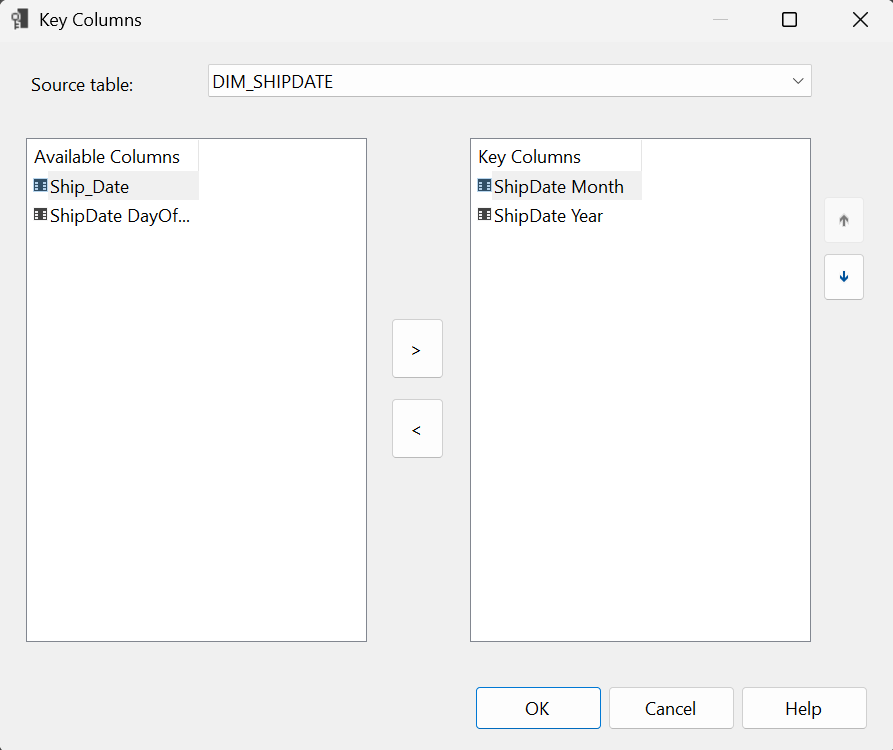 Key Columns
Source table:
DIM_SHIPDATE
Available Columns
Ship_Date
ShipDate DayOf...
>
<
Key Columns
ShipDate Month
ShipDate Year
OK
Cancel
Help